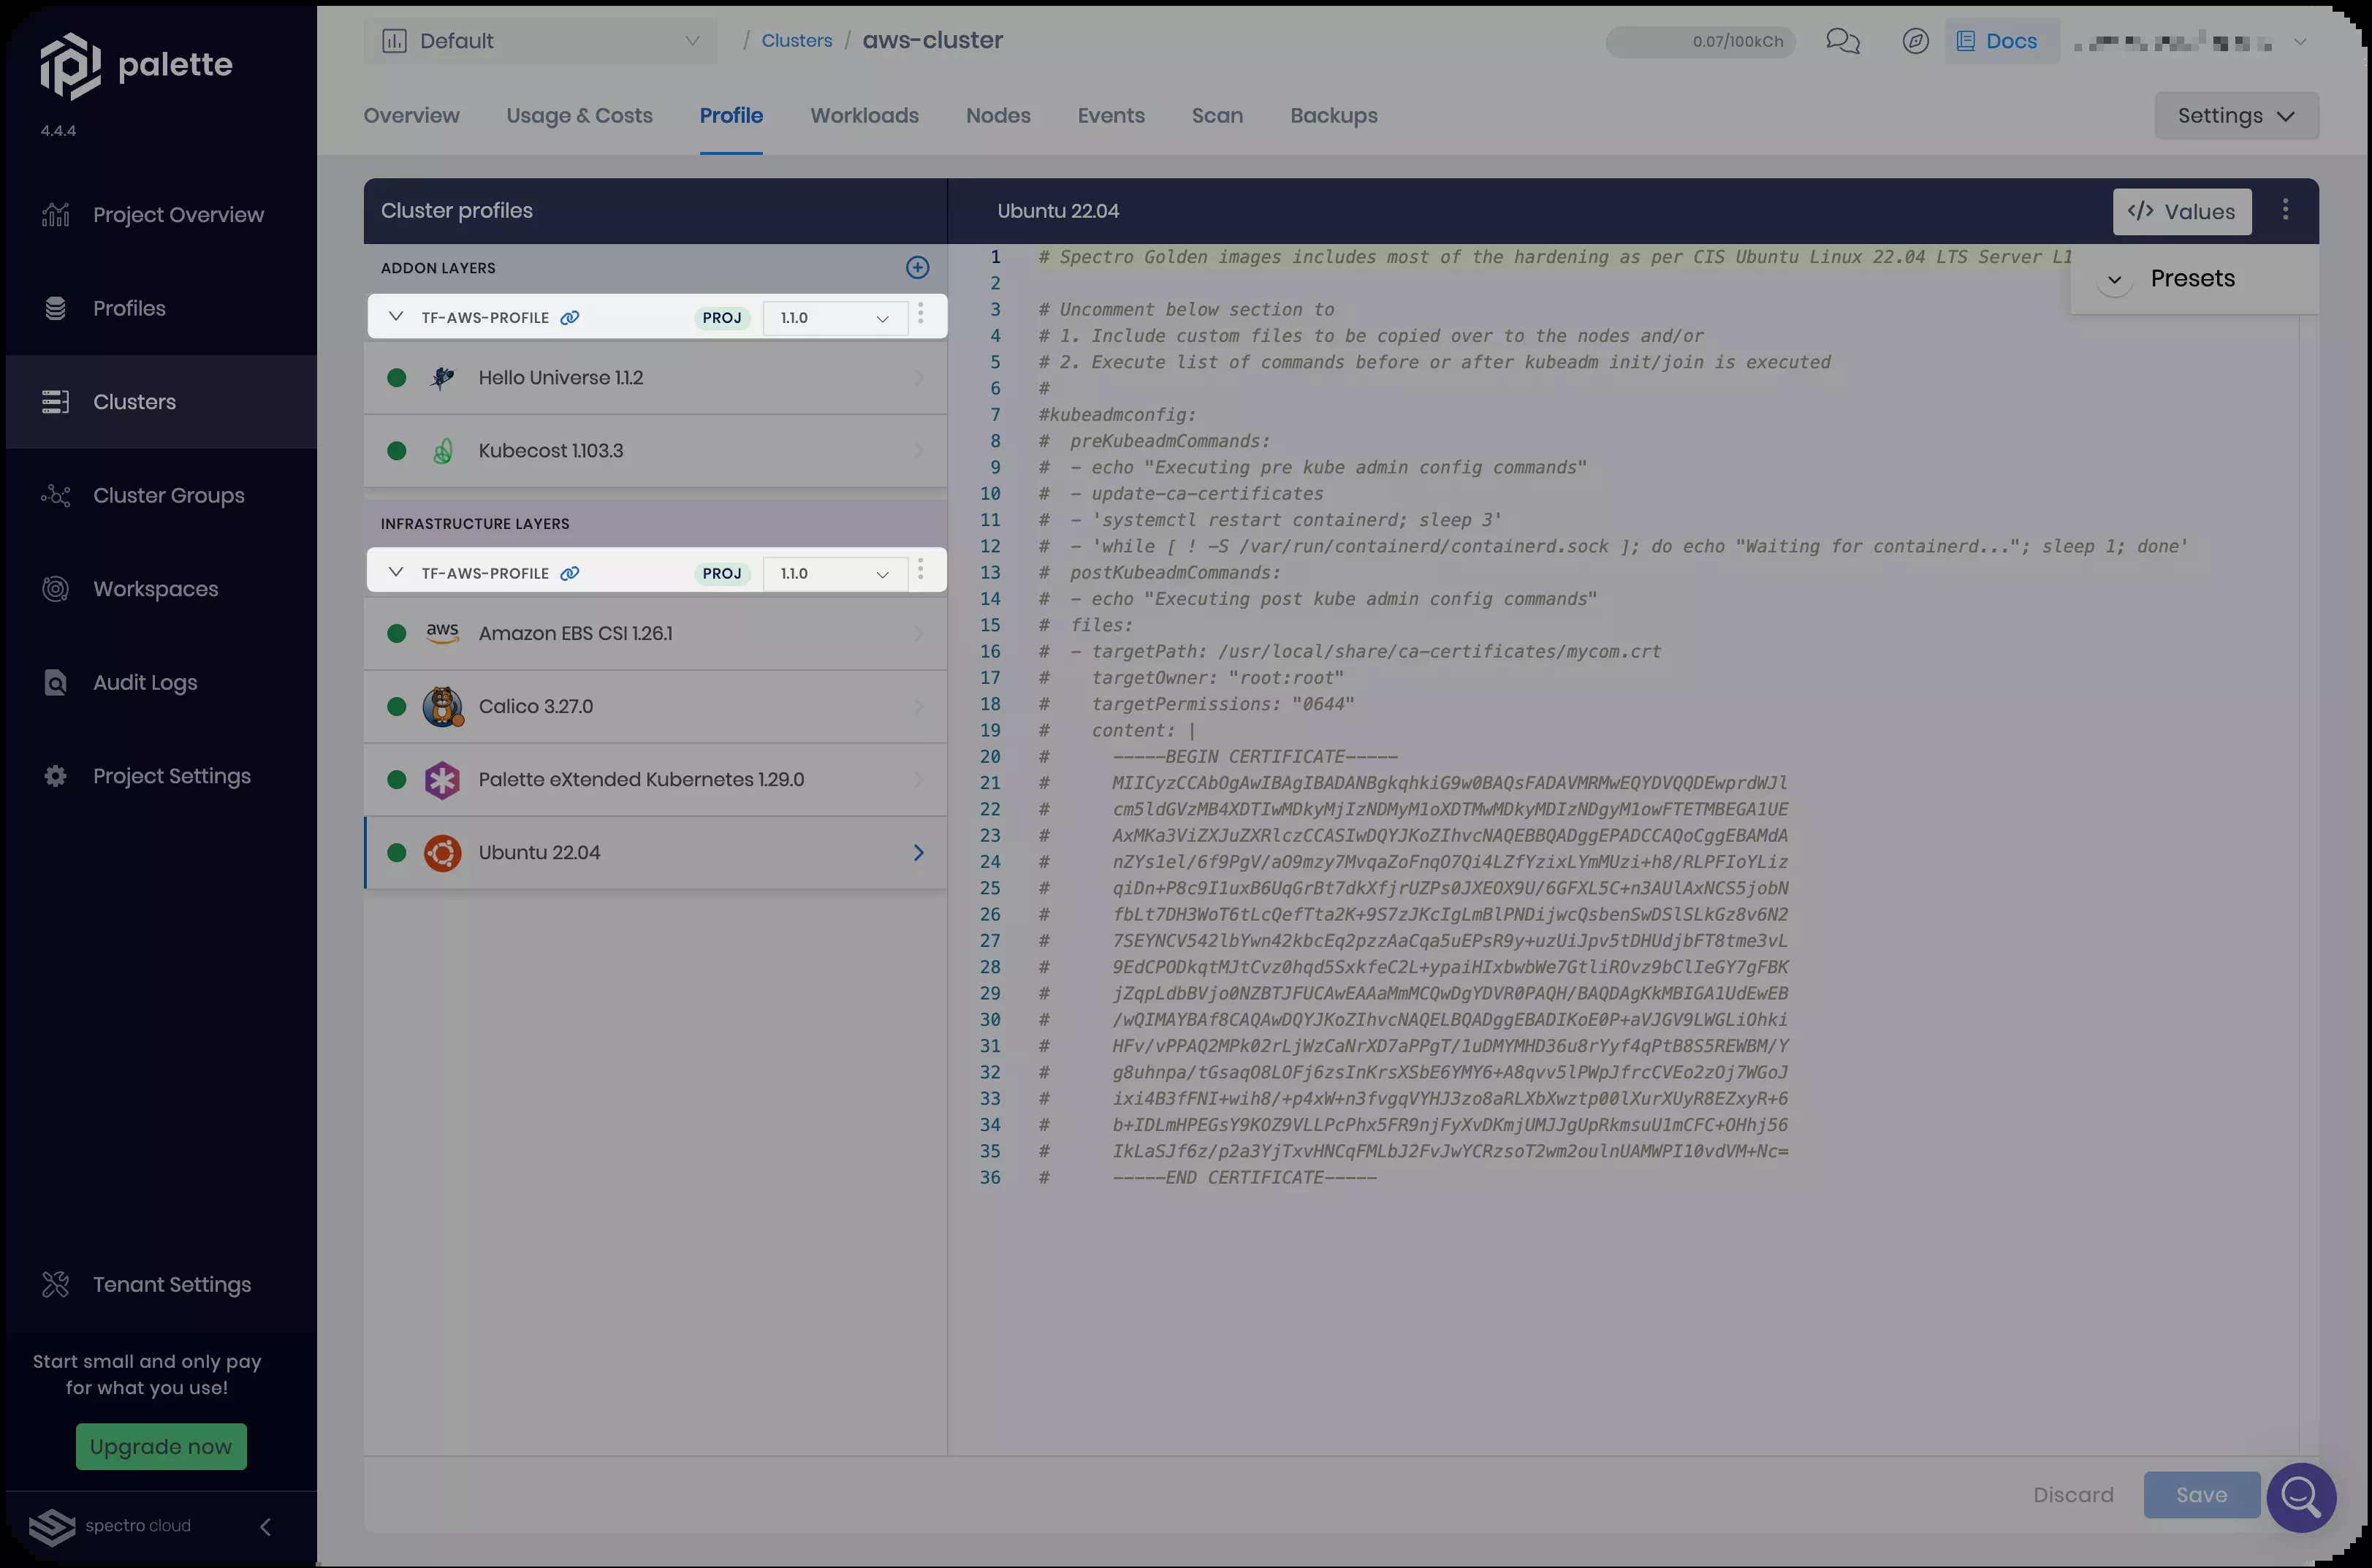 palette
4.4.4
Project Overview
Profiles
Clusters
Cluster Groups
Workspaces
Audit Logs
Project Settings
Tenant Settings
Start small and only pay
for what you use!
Upgrade now
spectro cloud
Default
/ Clusters / aws-cluster
0.07/100kCh
Docs
Overview
Usage & Costs
Profile
Workloads
Nodes
Events
Scan
Backups
Settings
Cluster profiles
ADDON LAYERS
TF-AWS-PROFILE PROJ 1.1.0
Hello Universe 1.1.2
Kubecost 1.103.3
INFRASTRUCTURE LAYERS
TF-AWS-PROFILE PROJ 1.1.0
aws Amazon EBS CSI 1.26.1
Calico 3.27.0
Palette eXtended Kubernetes 1.29.0
Ubuntu 22.04
Ubuntu 22.04
</> Values
Presets
1 # Spectro Golden images includes most of the hardening as per CIS Ubuntu Linux 22.04 LTS Server L1
2
3 # Uncomment below section to
4 # 1. Include custom files to be copied over to the nodes and/or
5 # 2. Execute list of commands before or after kubeadm init/join is executed
6 #
7 #kubeadmconfig:
8 # preKubeadmCommands:
9 # - echo "Executing pre kube admin config commands"
10 # - update-ca-certificates
11 # - 'systemctl restart containerd; sleep 3'
12 # - 'while [ ! -S /var/run/containerd/containerd.sock ]; do echo "Waiting for containerd..."; sleep 1; done'
13 # postKubeadmCommands:
14 # - echo "Executing post kube admin config commands"
15 # files:
16 # - targetPath: /usr/local/share/ca-certificates/mycom.crt
17 # targetOwner: "root:root"
18 # targetPermissions: "0644"
19 # content: |
20 # -----BEGIN CERTIFICATE-----
21 # MIICyzCCAbOgAwIBAgIBADANBgkqhkiG9w0BAQsFADAVMRMwEQYDVQQDEwprdWJl
22 # cm5ldGVzMB4XDTIwMDkyMjIzNDMyM1oXDTMwMDkyMDIzNDgyM1owFTETMBEGA1UE
23 # AxMKa3ViZXJuZXRlczCCASIwDQYJKoZIhvcNAQEBBQADggEPADCCAQoCggEBAMdA
24 # nZYs1el/6f9PgV/aO9mzy7MvqaZoFnqO7Qi4LZfYzixLYmMUzi+h8/RLPFIoYLiz
25 # qiDn+P8c9I1uxB6UqGrBt7dkXfjrUZPs0JXEOX9U/6GFXL5C+n3AUlAxNCS5jobN
26 # fbLt7DH3WoT6tLcQefTta2K+9S7zJKcIgLmBlPNDijwcQsbenSwDSlSLkGz8v6N2
27 # 7SEYNCV542lbYwn42kbcEq2pzzAaCqa5uEPsR9y+uzUiJpv5tDHUdjbFT8tme3vL
28 # 9EdCPODkqtMJtCvz0hqd5SxkfeC2L+ypaiHIxbwbWe7GtliROvz9bClIeGY7gFBK
29 # jZqpLdbBVjo0NZBTJFUCAwEAAaMmMCQwDgYDVR0PAQH/BAQDAgKkMBIGA1UdEwEB
30 # /wQIMAYBAf8CAQAwDQYJKoZIhvcNAQELBQADggEBADIKoE0P+aVJGV9LWGLiOhki
31 # HFv/vPPAQ2MPk02rLjWzCaNrXD7aPPgT/1uDMYMHD36u8rYyf4qPtB8S5REWBM/Y
32 # g8uhnpa/tGsaqO8LOFj6zsInKrsXSbE6YMY6+A8qvv5lPWpJfrcCVEo2zOj7WGoJ
33 # ixi4B3fFNI+wih8/+p4xW+n3fvgqVYHJ3zo8aRLXbXwztp00lXurXUyR8EZxyR+6
34 # b+IDLmHPEGsY9KOZ9VLLPcPhx5FR9njFyXvDKmjUMJJgUpRkmsuU1mCFC+OHhj56
35 # IkLaSJf6z/p2a3YjTxvHNCqFMLbJ2FvJwYCRzsoT2wm2oulnUAMWPI10vdVM+Nc=
36 # -----END CERTIFICATE-----
Discard
Save